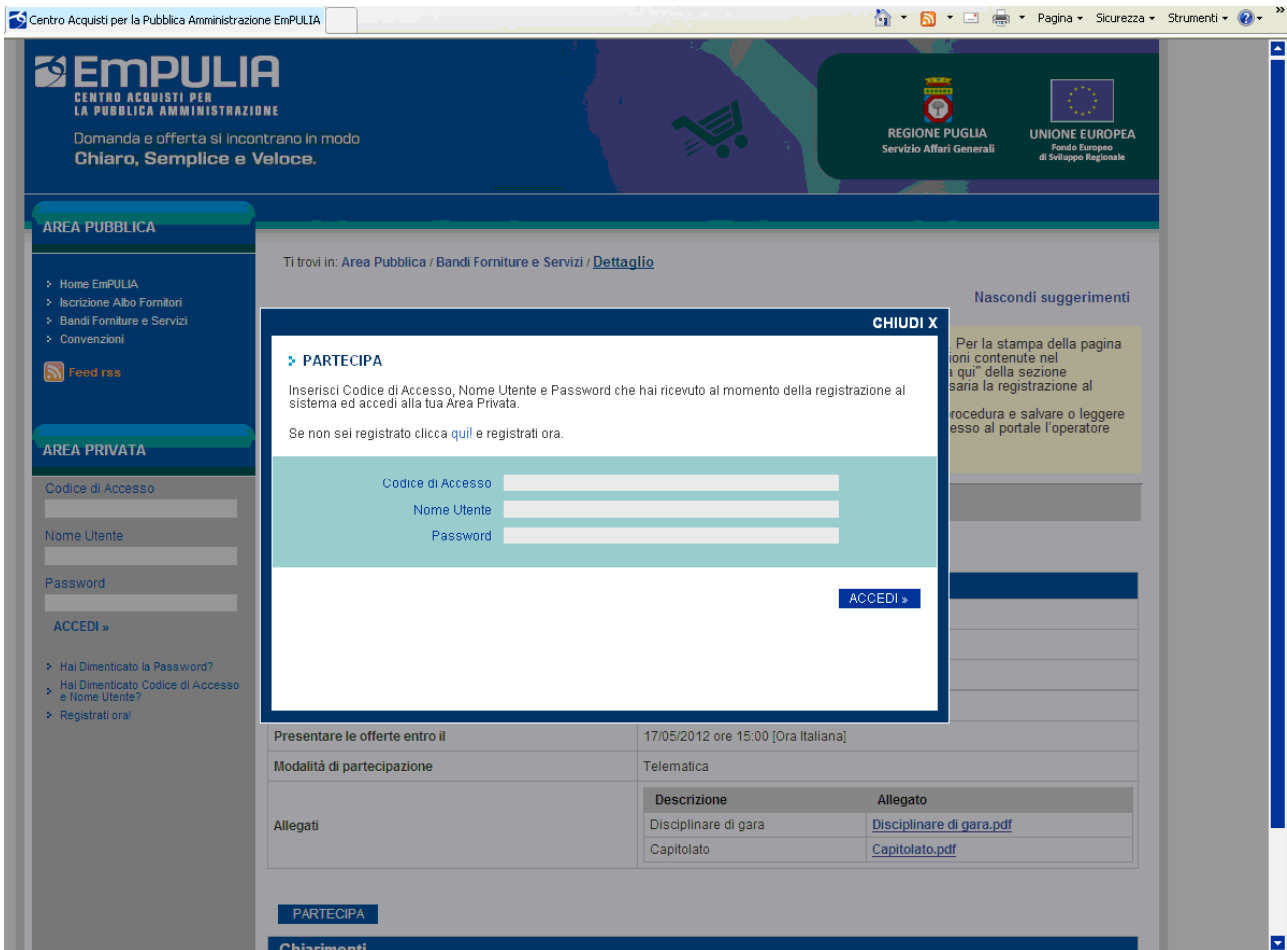 Centro Acquisti per la Pubblica Amministrazione EmPULIA
Pagina
Sicurezza
Strumenti
»
EmPULIA
CENTRO ACQUISTI PER
LA PUBBLICA AMMINISTRAZIONE
Domanda e offerta si incontrano in modo
Chiaro, Semplice e Veloce.
REGIONE PUGLIA
Servizio Affari Generali
UNIONE EUROPEA
Fondo Europeo
di Sviluppo Regionale
AREA PUBBLICA
Home EmPULIA
Iscrizione Albo Fornitori
Bandi Forniture e Servizi
Convenzioni
Feed rss
AREA PRIVATA
Codice di Accesso
Nome Utente
Password
ACCEDI »
Hai Dimenticato la Password?
Hai Dimenticato Codice di Accesso
e Nome Utente?
Registrati ora!
Ti trovi in: Area Pubblica / Bandi Forniture e Servizi / Dettaglio
Nascondi suggerimenti
Per la stampa della pagina
ioni contenute nel
qui" della sezione
saria la registrazione al
rocedura e salvare o leggere
esso al portale l'operatore
CHIUDI X
PARTECIPA
Inserisci Codice di Accesso, Nome Utente e Password che hai ricevuto al momento della registrazione al
sistema ed accedi alla tua Area Privata.
Se non sei registrato clicca qui! e registrati ora.
Codice di Accesso
Nome Utente
Password
ACCEDI »
Presentare le offerte entro il 17/05/2012 ore 15:00 [Ora Italiana]
Modalità di partecipazione Telematica
Allegati
Descrizione Allegato
Disciplinare di gara Disciplinare di gara.pdf
Capitolato Capitolato.pdf
PARTECIPA
Chiarimenti